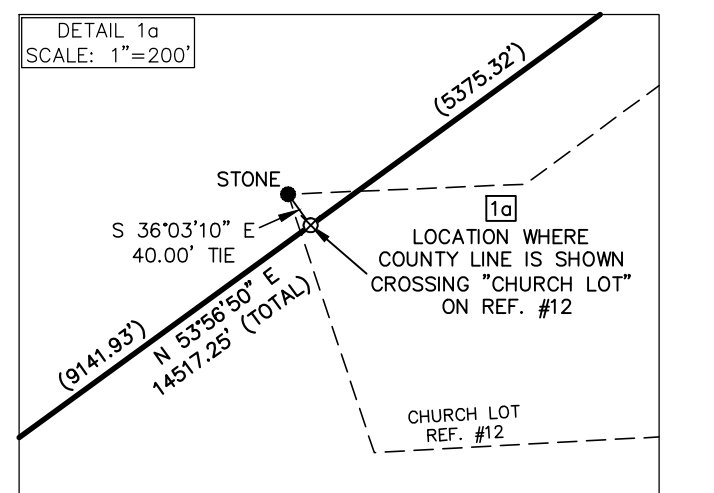 DETAIL 1a
SCALE: 1"=200'
(5375.32')
STONE
1a
S 36°03'10" E
40.00' TIE
LOCATION WHERE
COUNTY LINE IS SHOWN
CROSSING "CHURCH LOT"
ON REF. #12
(9141.93')
N 53°56'50" E
14517.25' (TOTAL)
CHURCH LOT
REF. #12